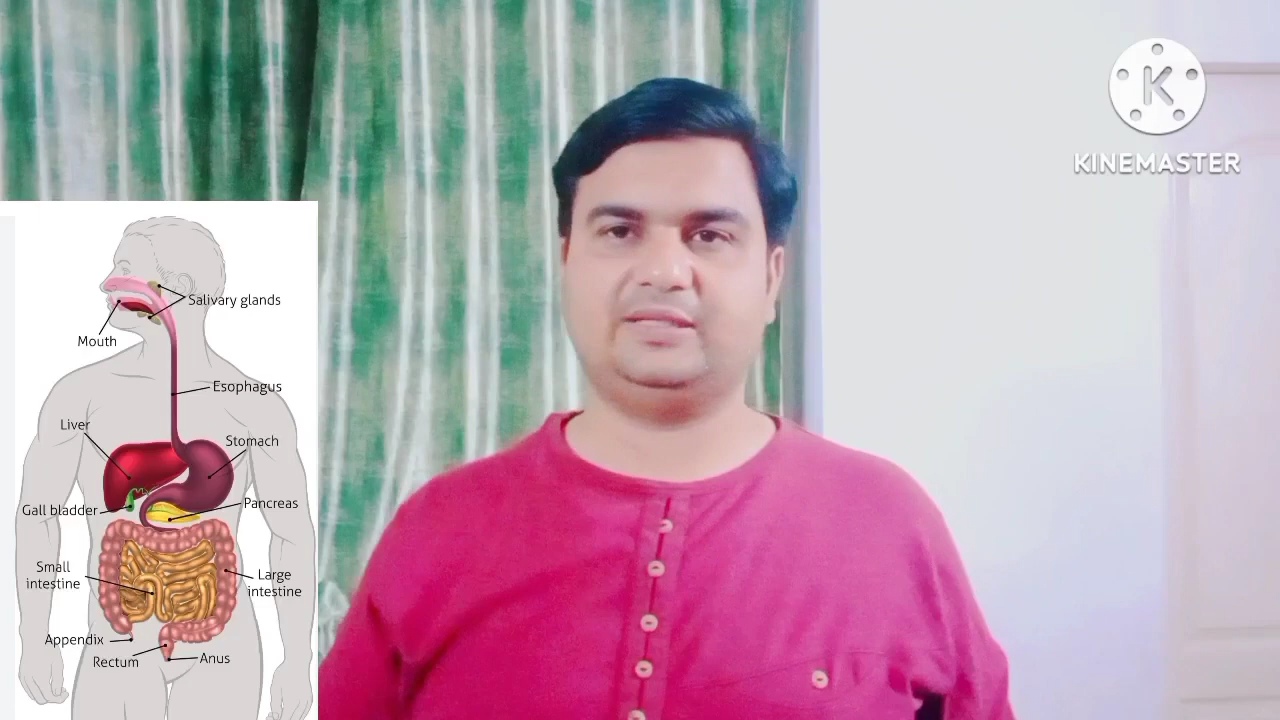 K
KINEMASTER
Salivary glands
Mouth
Esophagus
Liver
Stomach
Gall bladder
Pancreas
Small
intestine
Large
intestine
Appendix
Rectum
Anus